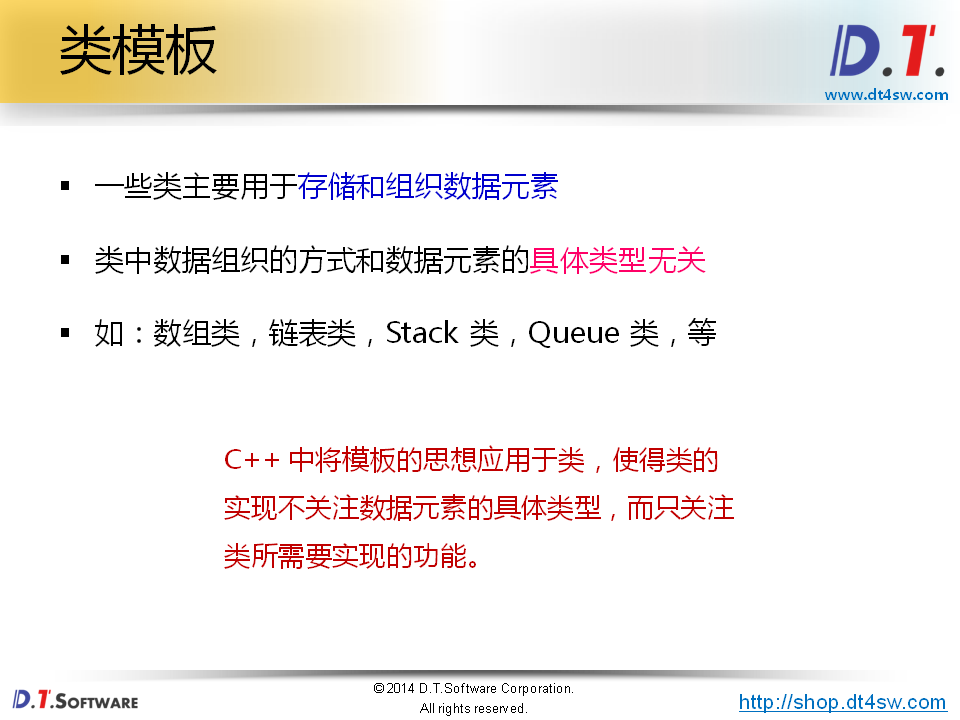 类模板
D.T.
www.dt4sw.com
▪ 一些类主要用于存储和组织数据元素
▪ 类中数据组织的方式和数据元素的具体类型无关
▪ 如：数组类，链表类，Stack 类，Queue 类，等
C++ 中将模板的思想应用于类，使得类的
实现不关注数据元素的具体类型，而只关注
类所需要实现的功能。
D.T.SOFTWARE
©2014 D.T.Software Corporation.
All rights reserved.
http://shop.dt4sw.com